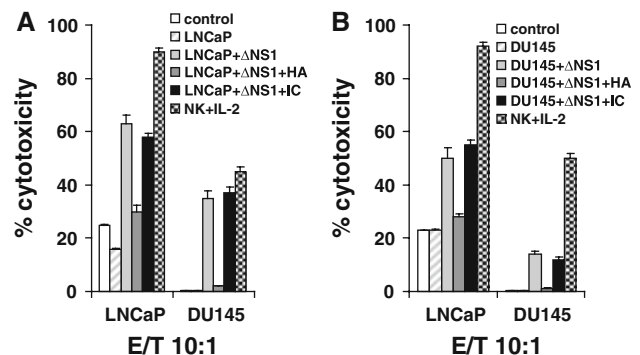 A
% cytotoxicity
100
80
60
40
20
0
control
LNCaP
LNCaP+ΔNS1
LNCaP+ΔNS1+HA
LNCaP+ΔNS1+IC
NK+IL-2
LNCaP DU145
E/T 10:1
B
% cytotoxicity
100
80
60
40
20
0
control
DU145
DU145+ΔNS1
DU145+ΔNS1+HA
DU145+ΔNS1+IC
NK+IL-2
LNCaP DU145
E/T 10:1